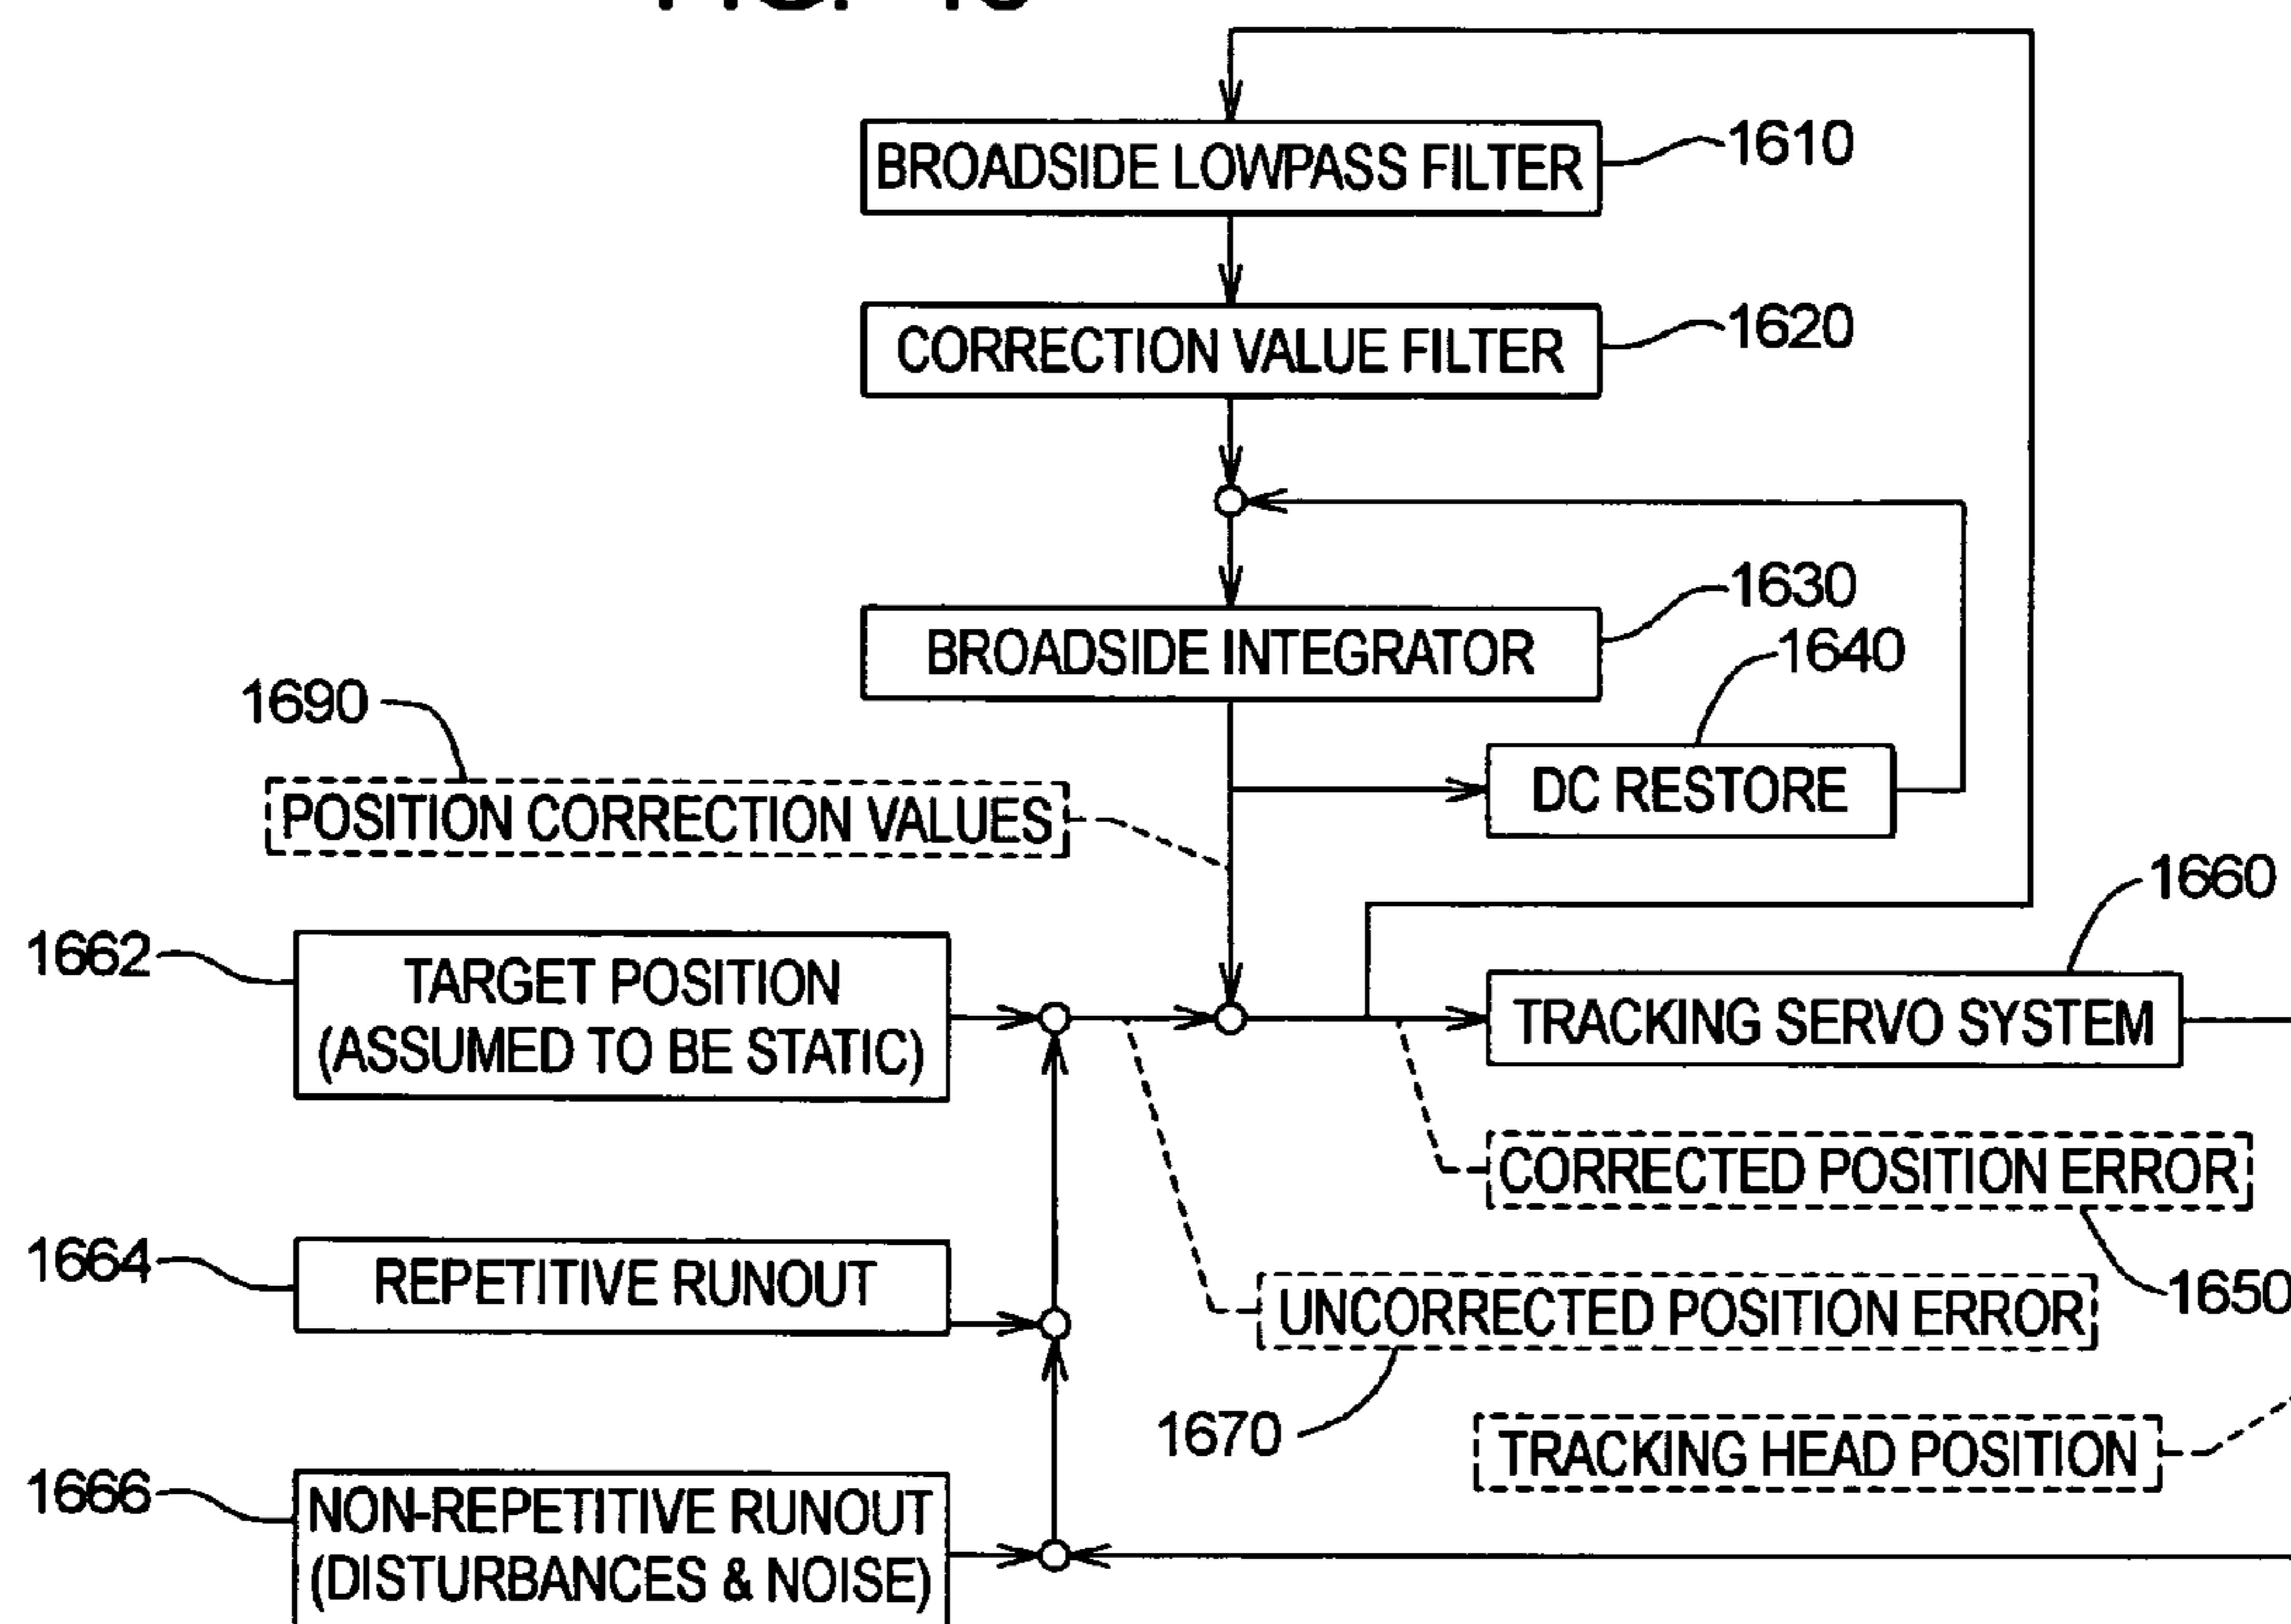 BROADSIDE LOWPASS FILTER
1610
CORRECTION VALUE FILTER
1620
BROADSIDE INTEGRATOR
1630
1640
DC RESTORE
1690
POSITION CORRECTION VALUES
1660
1662
TARGET POSITION
(ASSUMED TO BE STATIC)
TRACKING SERVO SYSTEM
CORRECTED POSITION ERROR
1650
1664
REPETITIVE RUNOUT
UNCORRECTED POSITION ERROR
1670
TRACKING HEAD POSITION
1666
NON-REPETITIVE RUNOUT
(DISTURBANCES & NOISE)